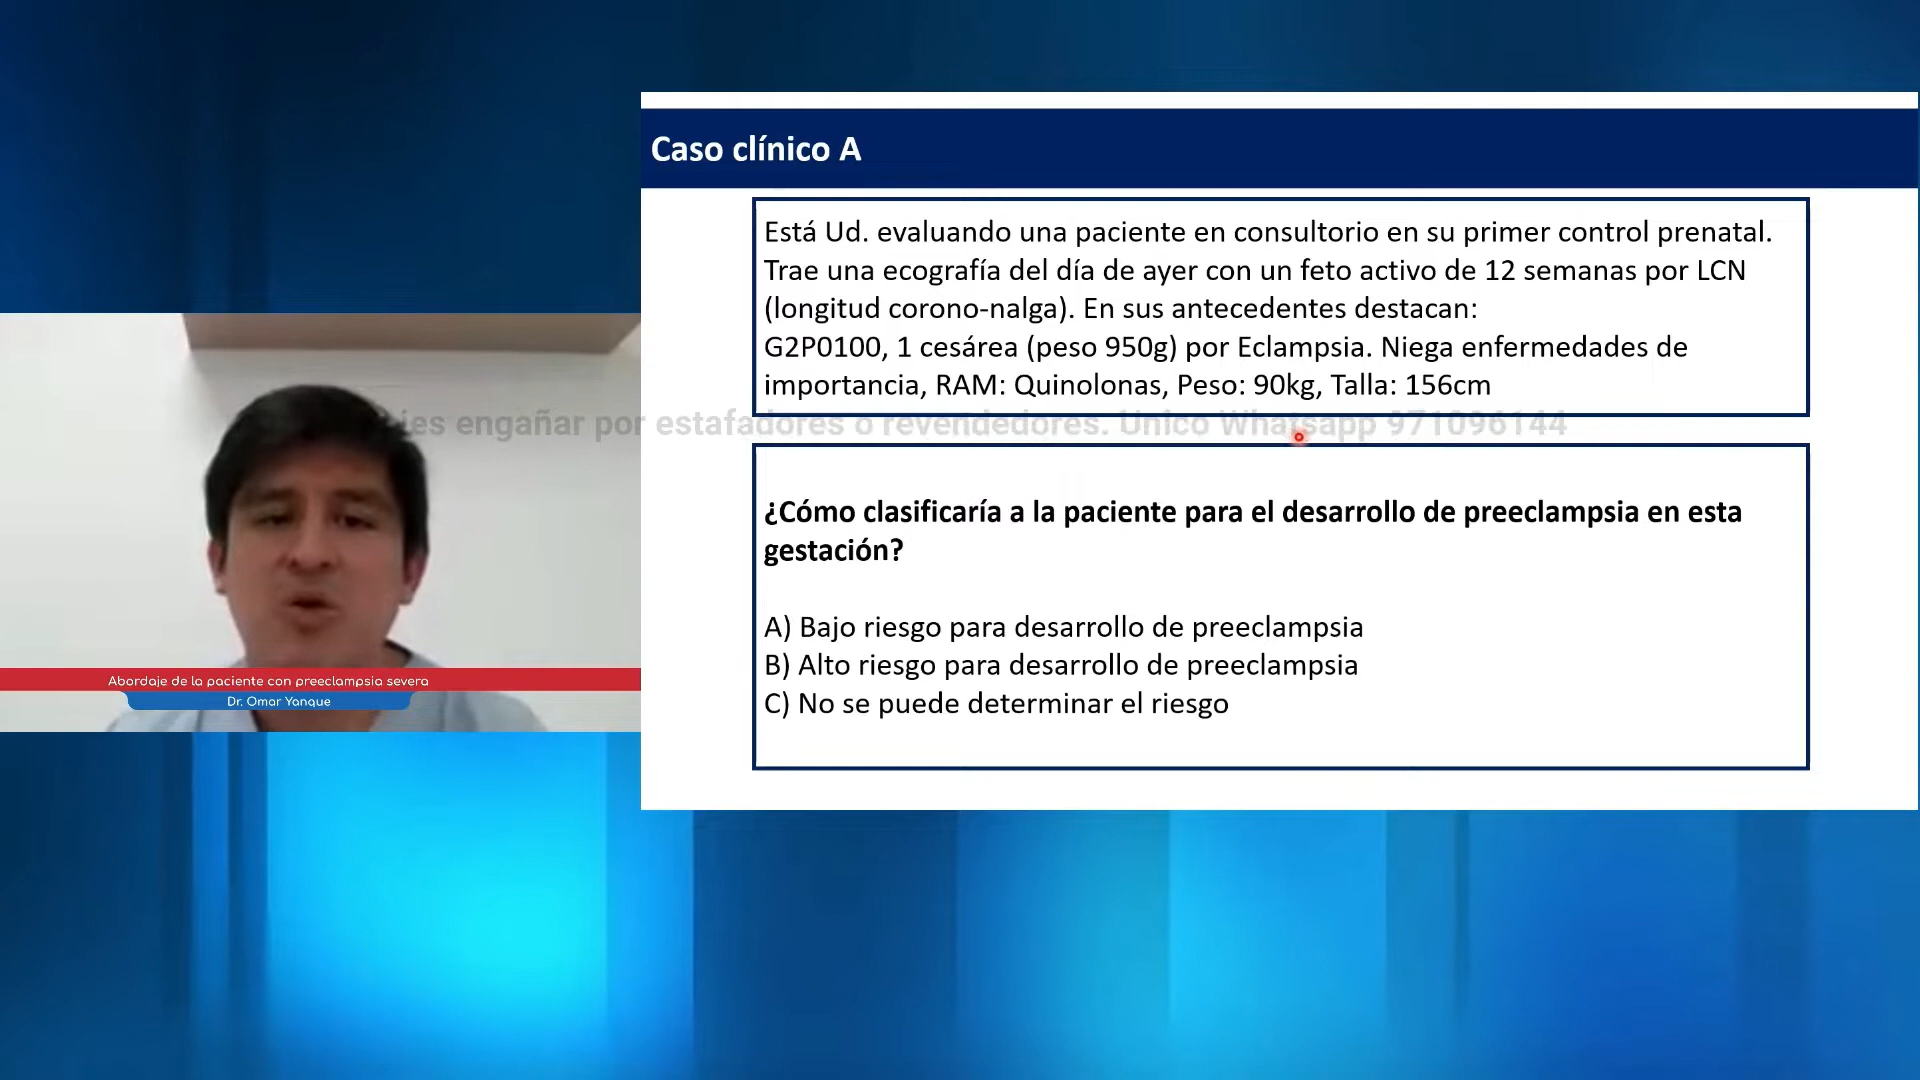 Caso clínico A
Está Ud. evaluando una paciente en consultorio en su primer control prenatal.
Trae una ecografía del día de ayer con un feto activo de 12 semanas por LCN
(longitud corono-nalga). En sus antecedentes destacan:
G2P0100, 1 cesárea (peso 950g) por Eclampsia. Niega enfermedades de
importancia, RAM: Quinolonas, Peso: 90kg, Talla: 156cm
engañar por estafadores o revendedores. Unico Whatsapp 971096144
¿Cómo clasificaría a la paciente para el desarrollo de preeclampsia en esta
gestación?
A) Bajo riesgo para desarrollo de preeclampsia
B) Alto riesgo para desarrollo de preeclampsia
C) No se puede determinar el riesgo
Abordaje de la paciente con preeclampsia severa
Dr. Omar Yanque